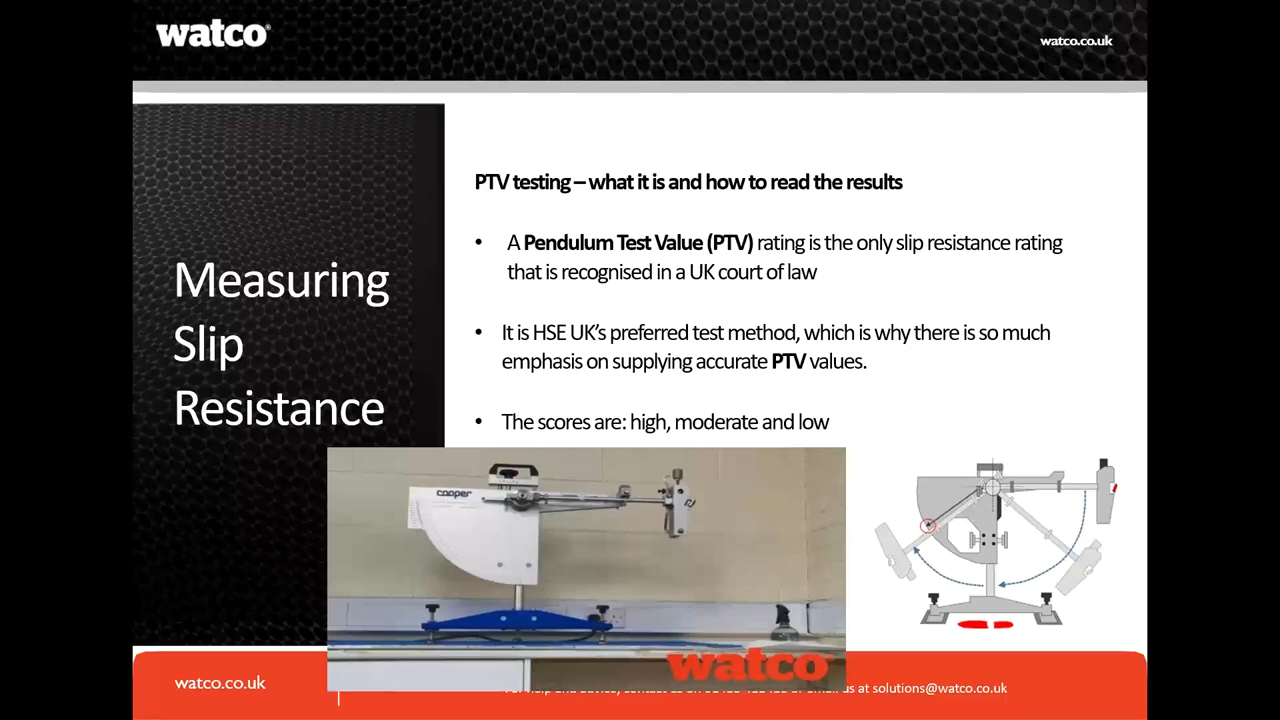 watco
watco.co.uk
Measuring
Slip
Resistance
PTV testing – what it is and how to read the results
• A Pendulum Test Value (PTV) rating is the only slip resistance rating
that is recognised in a UK court of law
• It is HSE UK's preferred test method, which is why there is so much
emphasis on supplying accurate PTV values.
• The scores are: high, moderate and low
cooper
watco
watco.co.uk
us at solutions@watco.co.uk